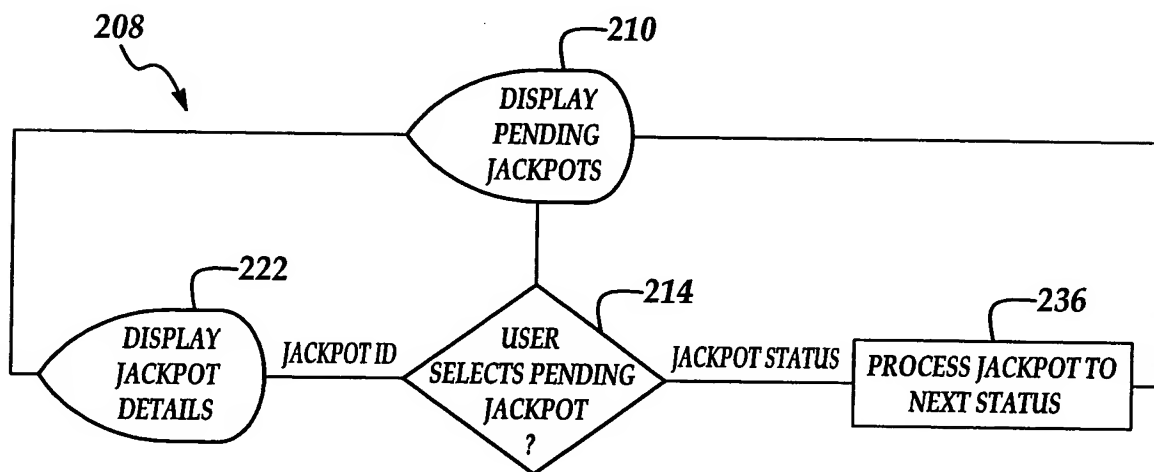 208
210
DISPLAY
PENDING
JACKPOTS
222
DISPLAY
JACKPOT
DETAILS
JACKPOT ID
214
USER
SELECTS PENDING
JACKPOT
?
JACKPOT STATUS
236
PROCESS JACKPOT TO
NEXT STATUS